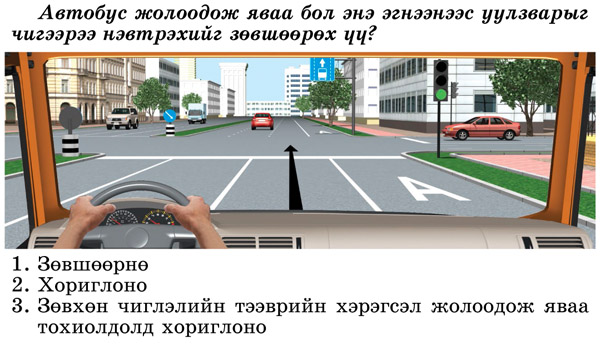 Автобус жолоодож яваа бол энэ эгнээнээс уулзварыг
чигээрээ нэвтрэхийг зөвшөөрөх үү?
А
1. Зөвшөөрнө
2. Хориглоно
3. Зөвхөн чиглэлийн тээврийн хэрэгсэл жолоодож яваа
тохиолдолд хориглоно